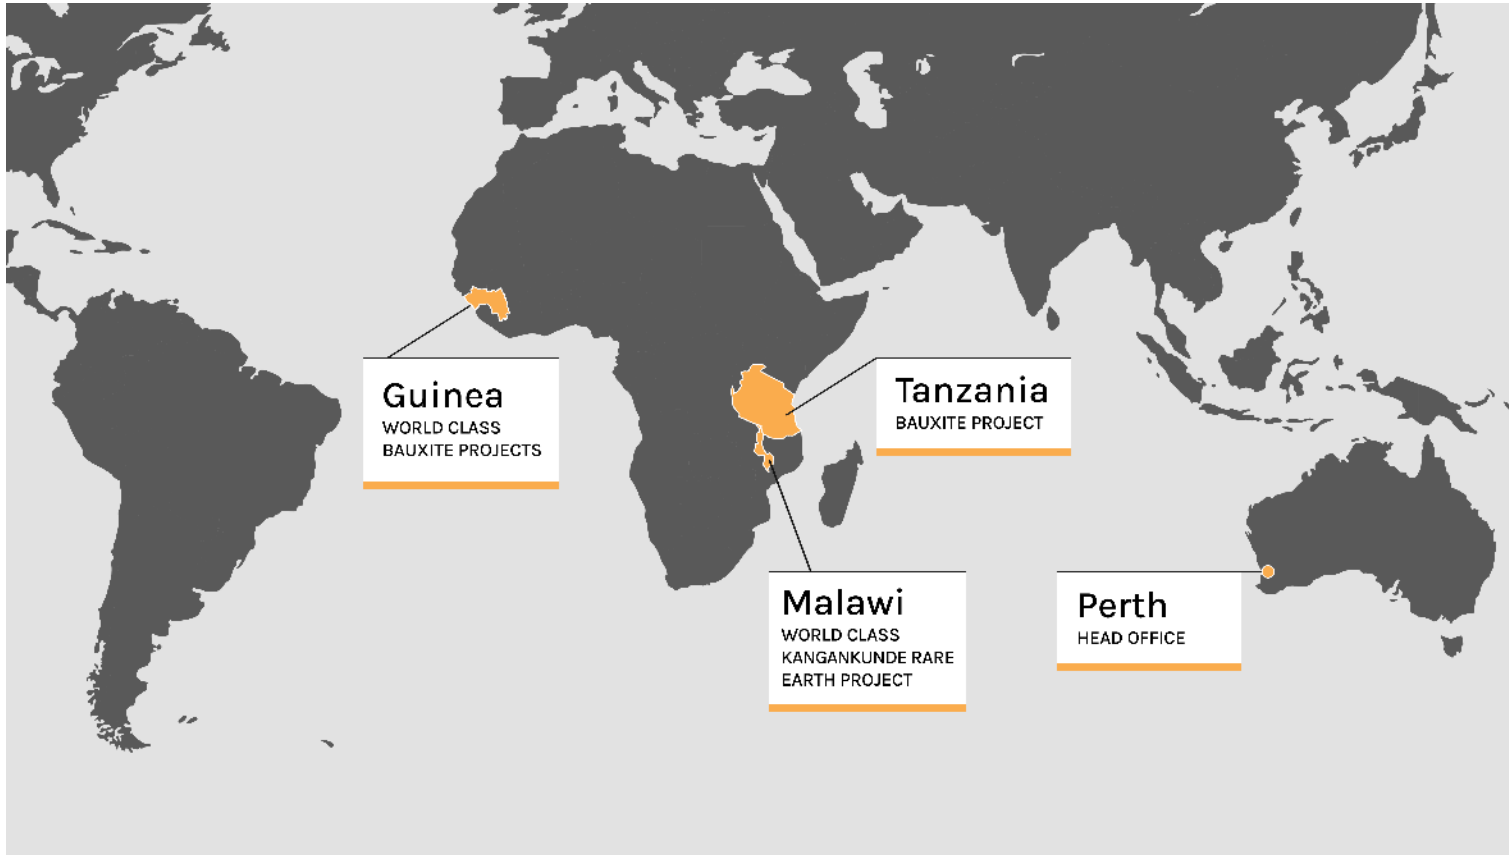 Guinea
WORLD CLASS
BAUXITE PROJECTS
Tanzania
BAUXITE PROJECT
Malawi
WORLD CLASS
KANGANKUNDE RARE
EARTH PROJECT
Perth
HEAD OFFICE